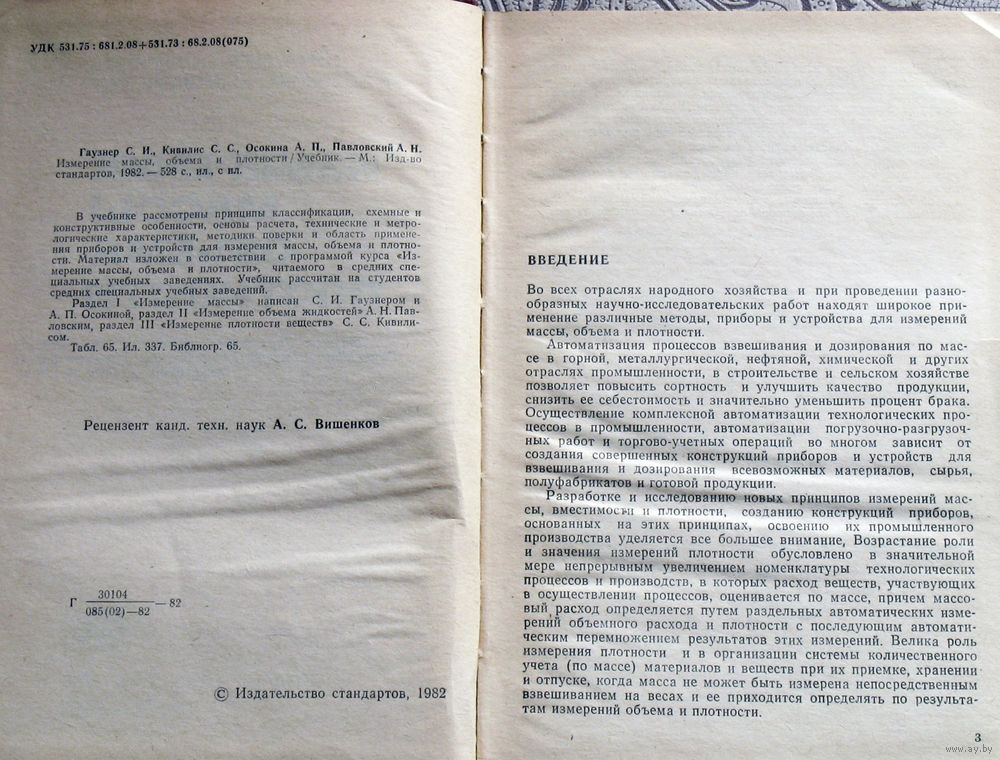 УДК 531.75 : 681.2.08+531.73 : 68.2.08(075)
Гаузнер С. И., Кивилис С. С., Осокина А. П., Павловский А. Н.
Измерение массы, объема и плотности/Учебник. — М.: Изд-во
стандартов, 1982. — 528 с., ил., с ил.
В учебнике рассмотрены принципы классификации, схемные и
конструктивные особенности, основы расчета, технические и метро-
логические характеристики, методики поверки и область примене-
ния приборов и устройств для измерения массы, объема и плотно-
сти. Материал изложен в соответствии с программой курса «Из-
мерение массы, объема и плотности», читаемого в средних спе-
циальных учебных заведениях. Учебник рассчитан на студентов
средних специальных учебных заведений.
Раздел I «Измерение массы» написан С. И. Гаузнером и
А. П. Осокиной, раздел II «Измерение объема жидкостей» А. Н. Пав-
ловским, раздел III «Измерение плотности веществ» С. С. Кивили-
сом.
Табл. 65. Ил. 337. Библиогр. 65.
Рецензент канд. техн. наук А. С. Вишенков
Г 30104
085(02)—82 — 82
© Издательство стандартов, 1982
ВВЕДЕНИЕ
Во всех отраслях народного хозяйства и при проведении разно-
образных научно-исследовательских работ находят широкое при-
менение различные методы, приборы и устройства для измерений
массы, объема и плотности.
Автоматизация процессов взвешивания и дозирования по мас-
се в горной, металлургической, нефтяной, химической и других
отраслях промышленности, в строительстве и сельском хозяйстве
позволяет повысить сортность и улучшить качество продукции,
снизить ее себестоимость и значительно уменьшить процент брака.
Осуществление комплексной автоматизации технологических про-
цессов в промышленности, автоматизации погрузочно-разгрузоч-
ных работ и торгово-учетных операций во многом зависит от
создания совершенных конструкций приборов и устройств для
взвешивания и дозирования всевозможных материалов, сырья,
полуфабрикатов и готовой продукции.
Разработке и исследованию новых принципов измерений мас-
сы, вместимости и плотности, созданию конструкций приборов,
основанных на этих принципах, освоению их промышленного
производства уделяется все большее внимание, Возрастание роли
и значения измерений плотности обусловлено в значительной
мере непрерывным увеличением номенклатуры технологических
процессов и производств, в которых расход веществ, участвующих
в осуществлении процессов, оценивается по массе, причем массо-
вый расход определяется путем раздельных автоматических изме-
рений объемного расхода и плотности с последующим автомати-
ческим перемножением результатов этих измерений. Велика роль
измерения плотности и в организации системы количественного
учета (по массе) материалов и веществ при их приемке, хранении
и отпуске, когда масса не может быть измерена непосредственным
взвешиванием на весах и ее приходится определять по результа-
там измерений объема и плотности.
3
www.ay.by